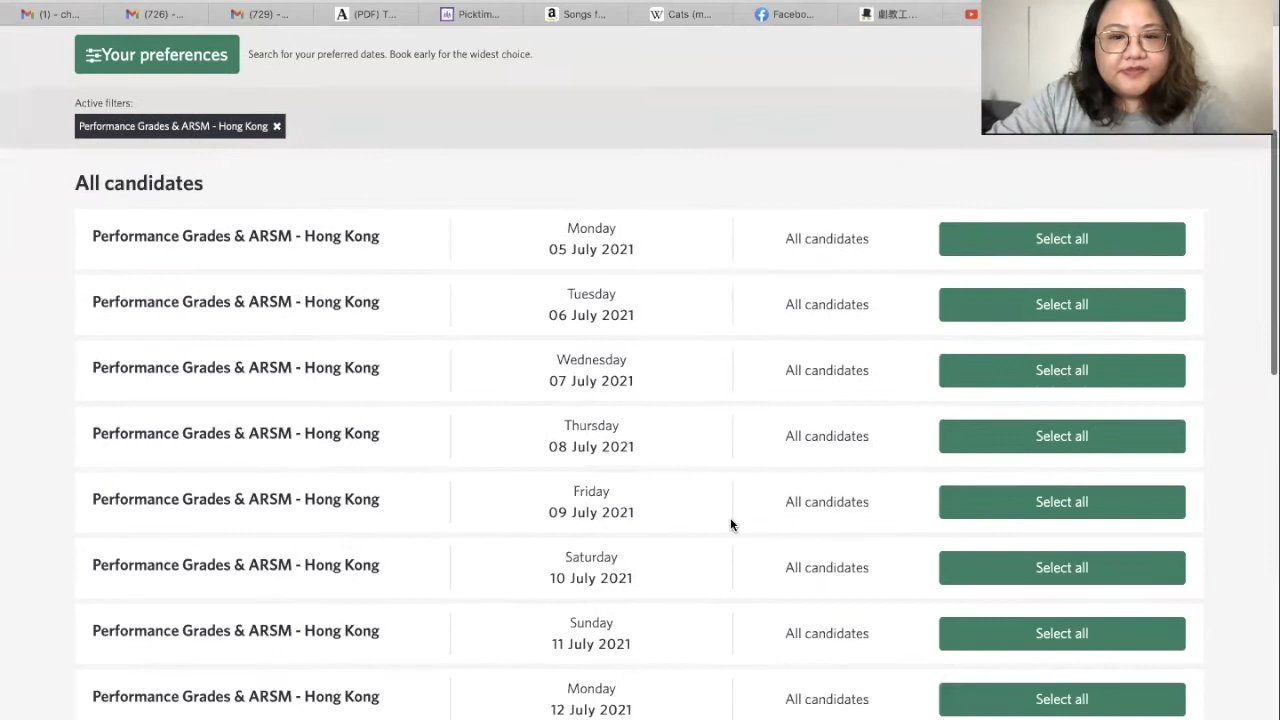 (1) - ch...
(726) -...
(729) -...
(PDF) T...
Picktim...
Songs f...
Cats (m...
Facebo...
劇教工...
Your preferences
Search for your preferred dates. Book early for the widest choice.
Active filters:
Performance Grades & ARSM - Hong Kong ✖
All candidates
Performance Grades & ARSM - Hong Kong
Monday
05 July 2021
All candidates
Select all
Performance Grades & ARSM - Hong Kong
Tuesday
06 July 2021
All candidates
Select all
Performance Grades & ARSM - Hong Kong
Wednesday
07 July 2021
All candidates
Select all
Performance Grades & ARSM - Hong Kong
Thursday
08 July 2021
All candidates
Select all
Performance Grades & ARSM - Hong Kong
Friday
09 July 2021
All candidates
Select all
Performance Grades & ARSM - Hong Kong
Saturday
10 July 2021
All candidates
Select all
Performance Grades & ARSM - Hong Kong
Sunday
11 July 2021
All candidates
Select all
Performance Grades & ARSM - Hong Kong
Monday
12 July 2021
All candidates
Select all